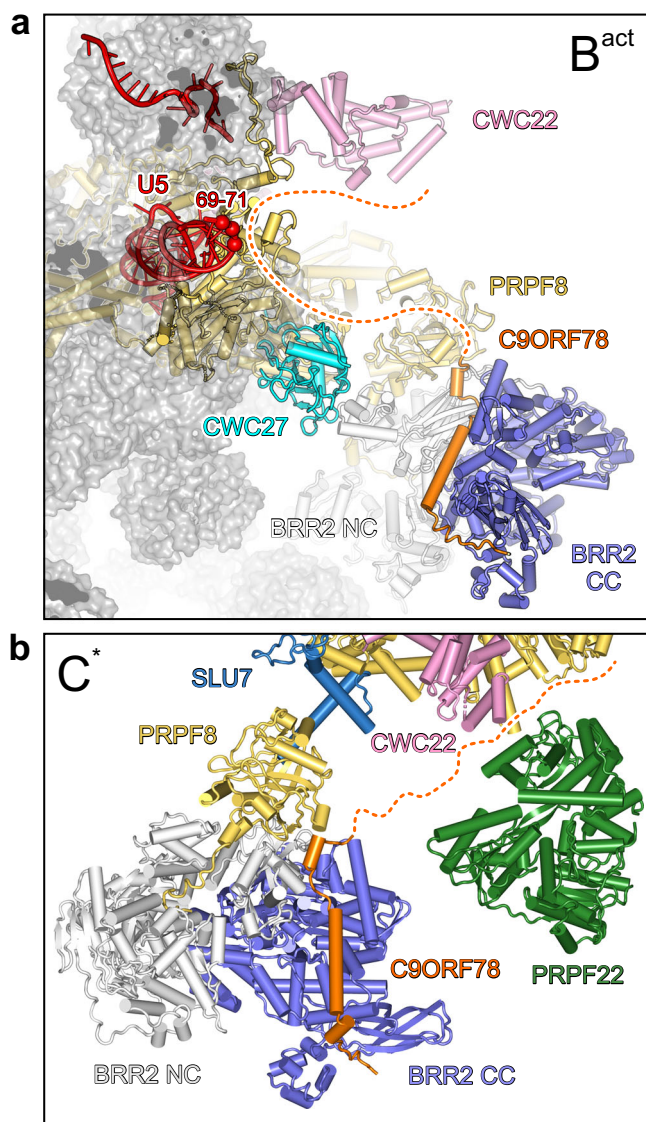 a
B^act
CWC22
U5
69-71
PRPF8
C9ORF78
CWC27
BRR2 NC
BRR2
CC
b
C*
SLU7
PRPF8
CWC22
C9ORF78
PRPF22
BRR2 NC
BRR2 CC